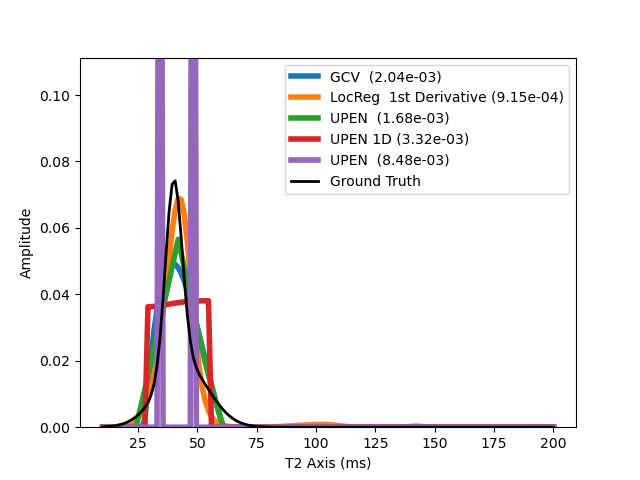 GCV (2.04e-03)
LocReg 1st Derivative (9.15e-04)
UPEN (1.68e-03)
UPEN 1D (3.32e-03)
UPEN (8.48e-03)
Ground Truth
0.10
0.08
0.06
0.04
0.02
0.00
Amplitude
25 50 75 100 125 150 175 200
T2 Axis (ms)